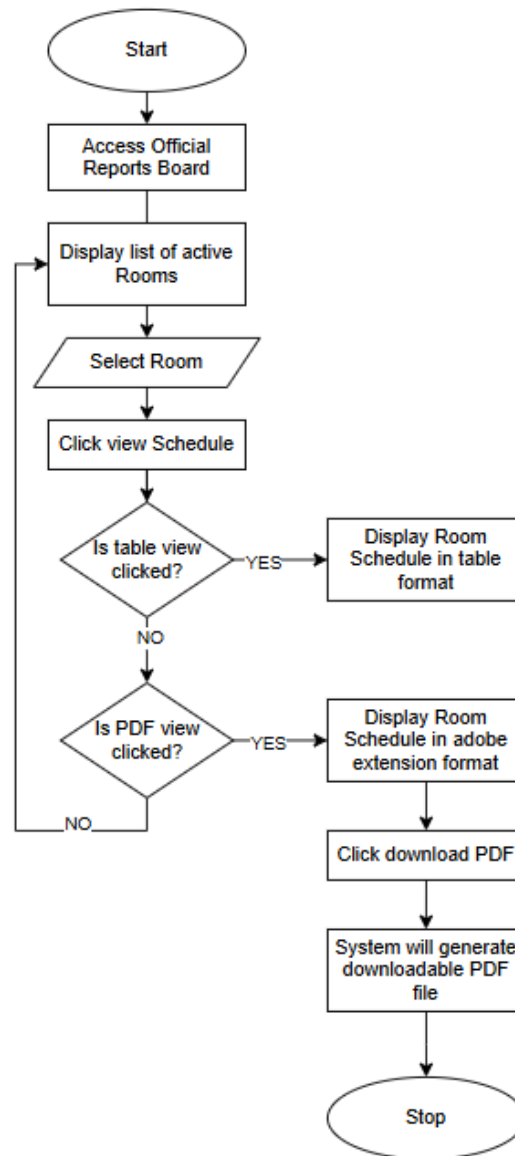 Start
Access Official
Reports Board
Display list of active
Rooms
Select Room
Click view Schedule
Is table view
clicked?
YES
Display Room
Schedule in table
format
NO
Is PDF view
clicked?
YES
Display Room
Schedule in adobe
extension format
NO
Click download PDF
System will generate
downloadable PDF
file
Stop